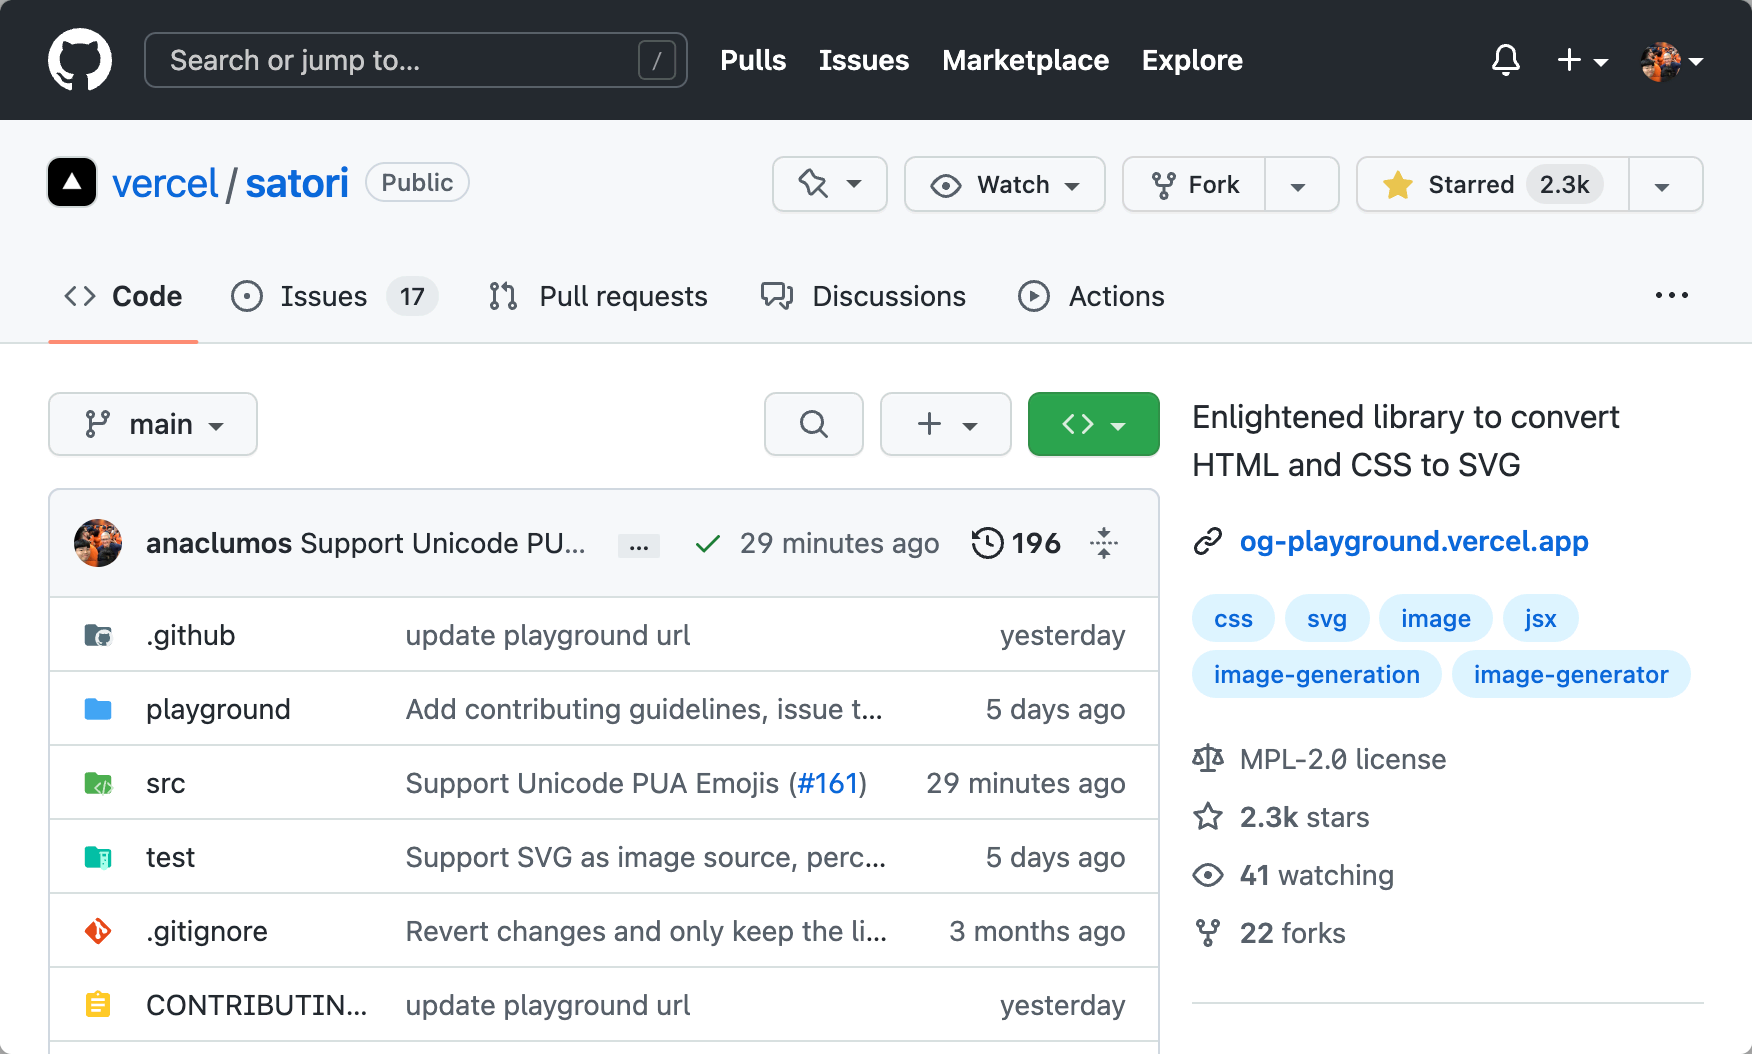 Search or jump to... /
Pulls Issues Marketplace Explore
vercel / satori Public
Watch Fork Starred 2.3k
Code Issues 17 Pull requests Discussions Actions
main
anaclumos Support Unicode PU... ... 29 minutes ago 196
.github update playground url yesterday
playground Add contributing guidelines, issue t... 5 days ago
src Support Unicode PUA Emojis (#161) 29 minutes ago
test Support SVG as image source, perc... 5 days ago
.gitignore Revert changes and only keep the li... 3 months ago
CONTRIBUTIN... update playground url yesterday
Enlightened library to convert
HTML and CSS to SVG
og-playground.vercel.app
css svg image jsx
image-generation image-generator
MPL-2.0 license
2.3k stars
41 watching
22 forks